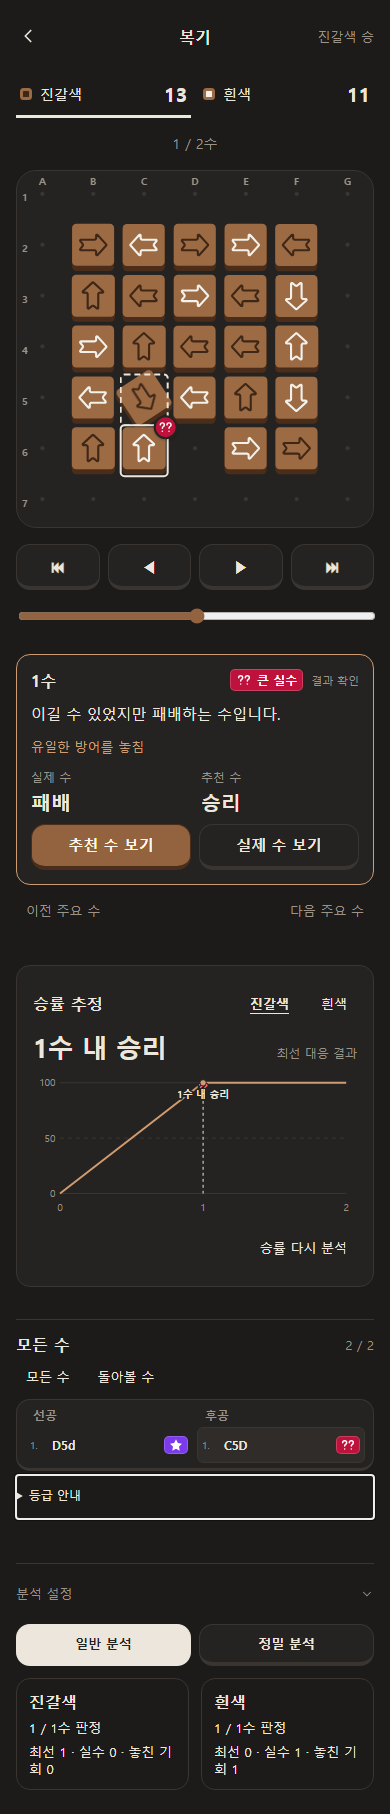 복기
진갈색 승
진갈색 13 흰색 11
1 / 2수
A B C D E F G
1
2
3
4
5
??
6
7
1수
?? 큰 실수 결과 확인
이길 수 있었지만 패배하는 수입니다.
유일한 방어를 놓침
실제 수 추천 수
패배 승리
추천 수 보기 실제 수 보기
이전 주요 수 다음 주요 수
승률 추정 진갈색 흰색
1수 내 승리 최선 대응 결과
100
1수 내 승리
50
0
0 1 2
승률 다시 분석
모든 수 2 / 2
모든 수 돌아볼 수
선공 후공
1. D5d 1. C5D ??
등급 안내
분석 설정
일반 분석 정밀 분석
진갈색
1 / 1수 판정
최선 1 · 실수 0 · 놓친 기
회 0
흰색
1 / 1수 판정
최선 0 · 실수 1 · 놓친 기
회 1